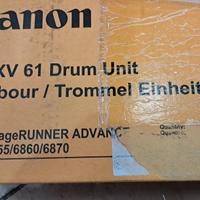 anon
XV 61 Drum Unit
bour / Trommel Einheit
ageRUNNER ADVANC
55/6860/6870
Quantity: